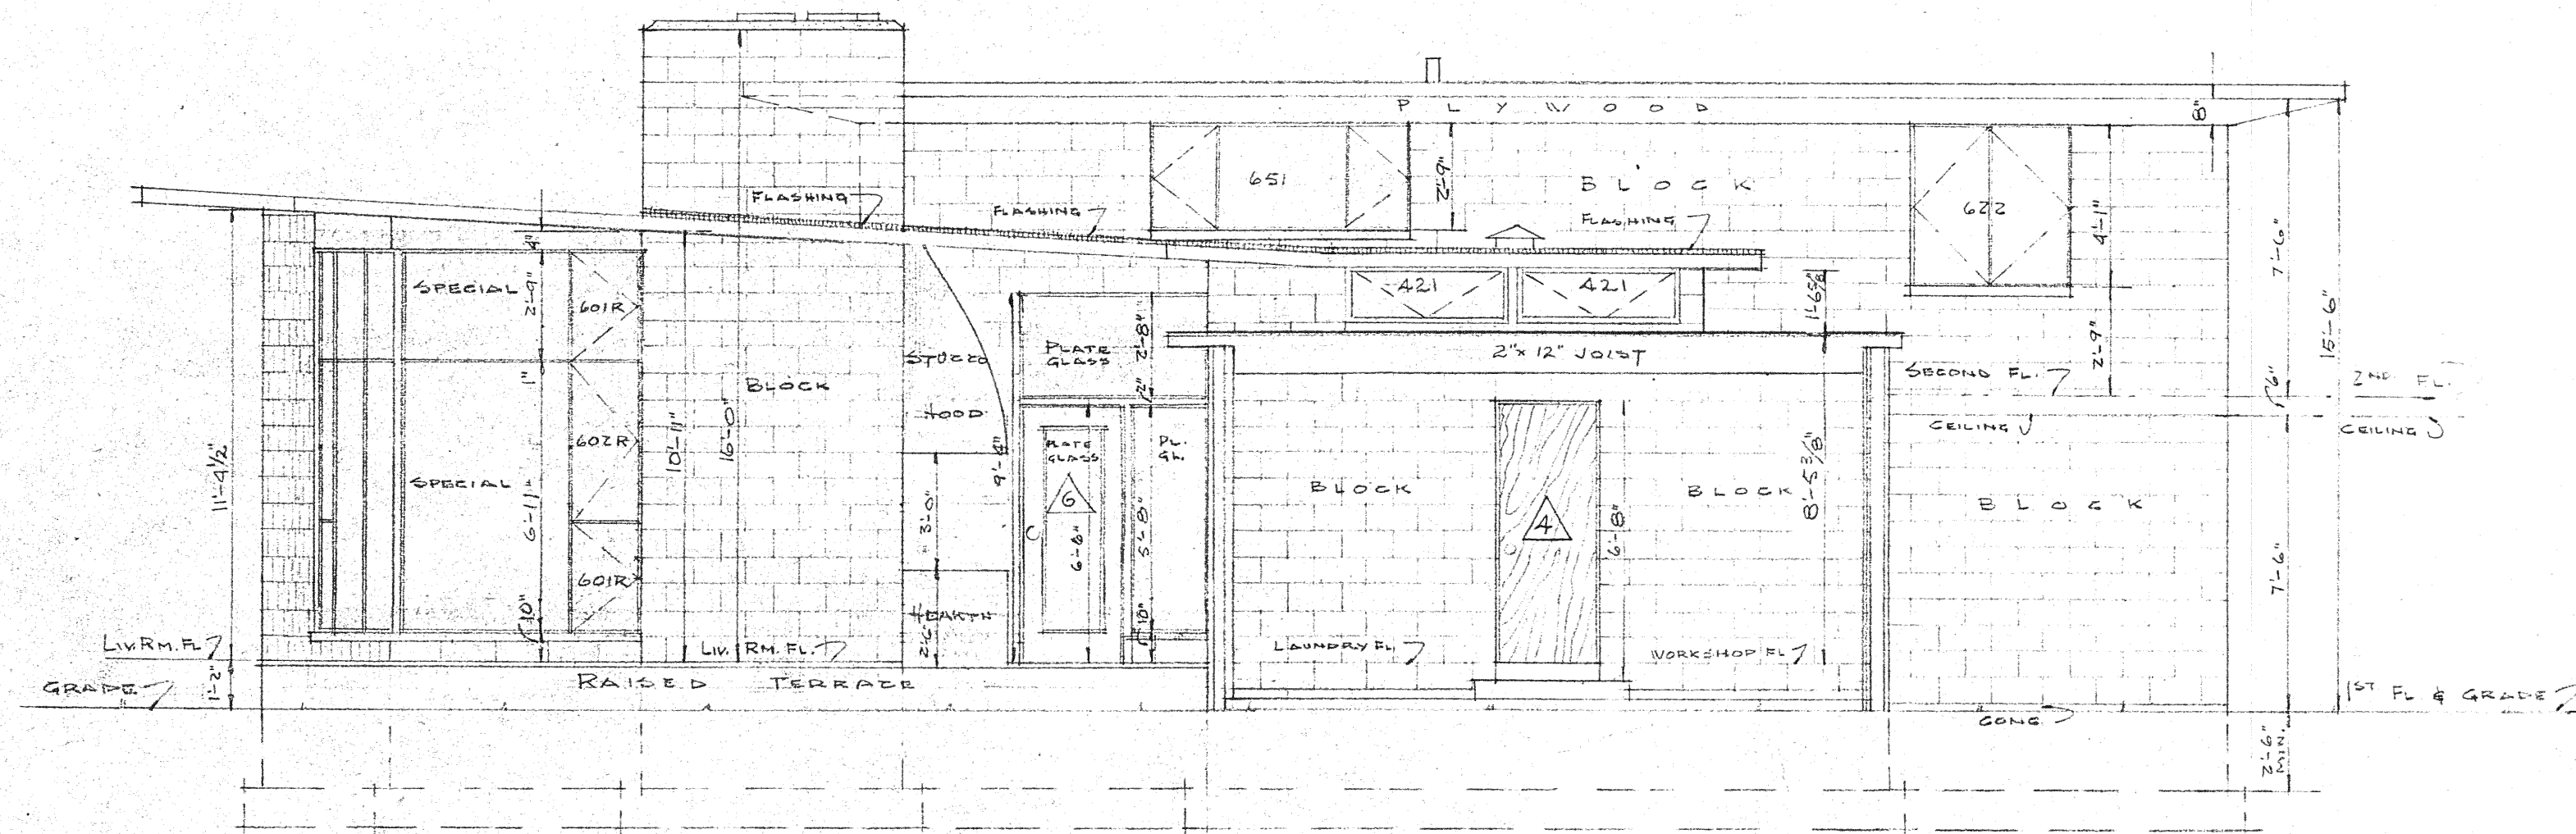 PLYWOOD
8"
651
2'-9"
BLOCK
622
4'-1"
7'-6"
15'-6"
FLASHING
FLASHING
FLASHING
4"
SPECIAL
2'-9"
601R
421
421
1'-6 5/8"
STUCCO
HOOD
PLATE
GLASS
2'-8"
2"
2"x 12" JOIST
SECOND FL.
2'-9"
6"
2ND FL.
CEILING
CEILING
1"
BLOCK
11'-4 1/2"
10'-11"
16'-0"
602R
9'-4"
PLATE
GLASS
PL.
GL.
6
SPECIAL
6'-11"
3'-0"
6'-8"
5'-8"
BLOCK
4
6'-8"
BLOCK
8'-5 3/8"
BLOCK
7'-6"
601R
10"
HEARTH
2'-6"
10"
LIV. RM. FL.
LIV. RM. FL.
LAUNDRY FL.
WORKSHOP FL
GRADE
1'-2"
RAISED TERRACE
1ST FL & GRADE
CONC
2'-6"
MIN.